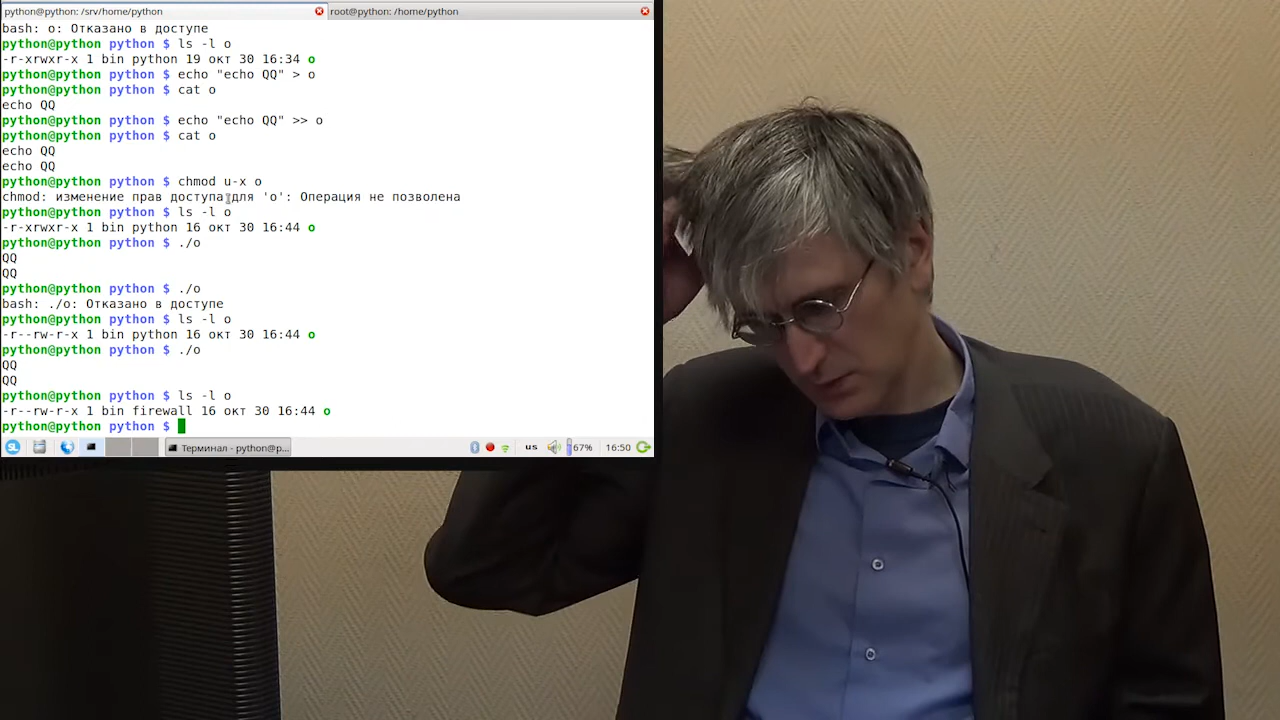 python@python: /srv/home/python
root@python: /home/python
bash: o: Отказано в доступе
python@python python $ ls -l o
-r-xrwxr-x 1 bin python 19 окт 30 16:34 o
python@python python $ echo "echo QQ" > o
python@python python $ cat o
echo QQ
python@python python $ echo "echo QQ" >> o
python@python python $ cat o
echo QQ
echo QQ
python@python python $ chmod u-x o
chmod: изменение прав доступа для 'o': Операция не позволена
python@python python $ ls -l o
-r-xrwxr-x 1 bin python 16 окт 30 16:44 o
python@python python $ ./o
QQ
QQ
python@python python $ ./o
bash: ./o: Отказано в доступе
python@python python $ ls -l o
-r--rw-r-x 1 bin python 16 окт 30 16:44 o
python@python python $ ./o
QQ
QQ
python@python python $ ls -l o
-r--rw-r-x 1 bin firewall 16 окт 30 16:44 o
python@python python $
SL
Терминал - python@p...
us
67%
16:50